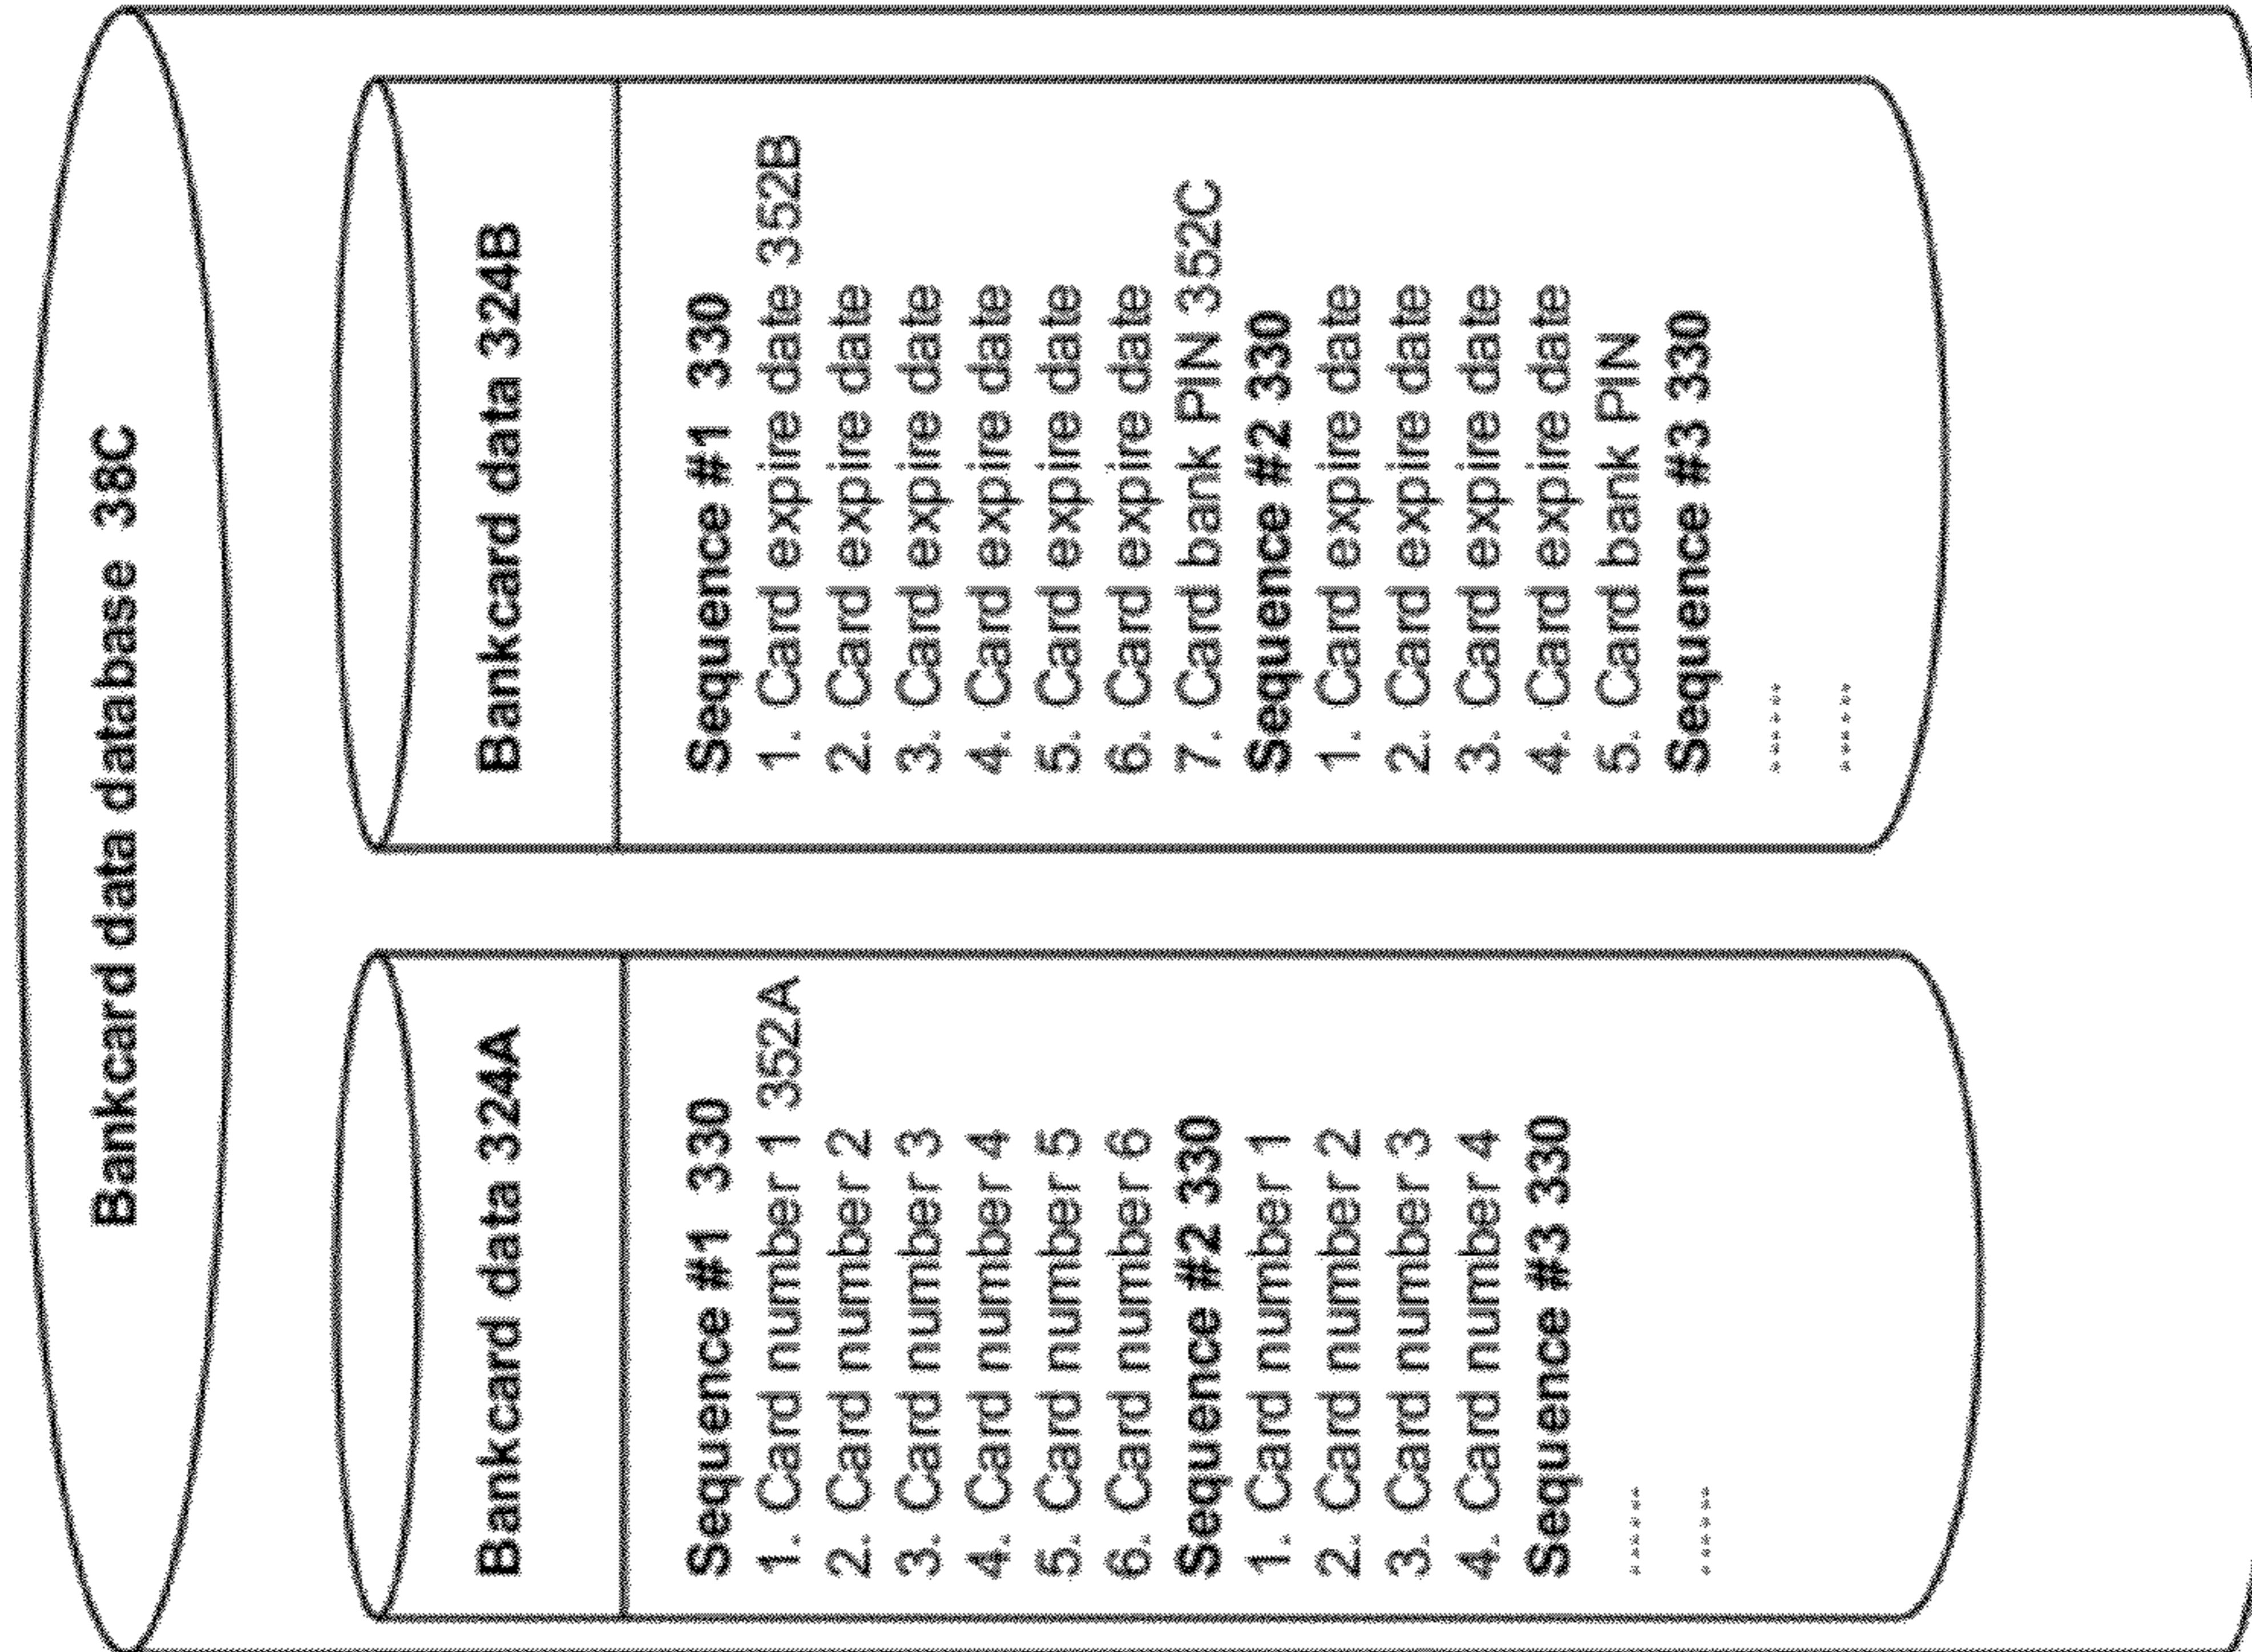 Bankcard data database 38C
Bankcard data 324A
Sequence #1 330
1. Card number 1 352A
2. Card number 2
3. Card number 3
4. Card number 4
5. Card number 5
6. Card number 6
Sequence #2 330
1. Card number 1
2. Card number 2
3. Card number 3
4. Card number 4
Sequence #3 330
......
......
Bankcard data 324B
Sequence #1 330
1. Card expire date 352B
2. Card expire date
3. Card expire date
4. Card expire date
5. Card expire date
6. Card expire date
7. Card bank PIN 352C
Sequence #2 330
1. Card expire date
2. Card expire date
3. Card expire date
4. Card expire date
5. Card bank PIN
Sequence #3 330
......
......